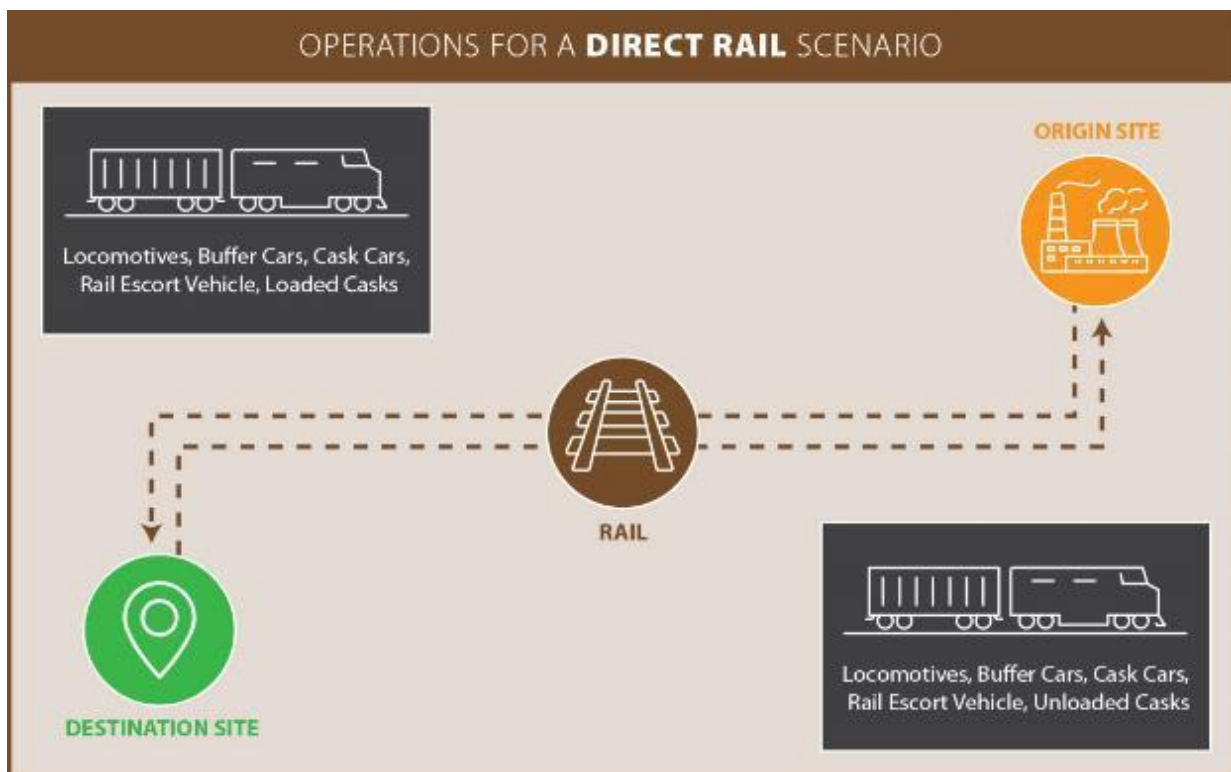 OPERATIONS FOR A DIRECT RAIL SCENARIO
ORIGIN SITE
Locomotives, Buffer Cars, Cask Cars,
Rail Escort Vehicle, Loaded Casks
RAIL
DESTINATION SITE
Locomotives, Buffer Cars, Cask Cars,
Rail Escort Vehicle, Unloaded Casks